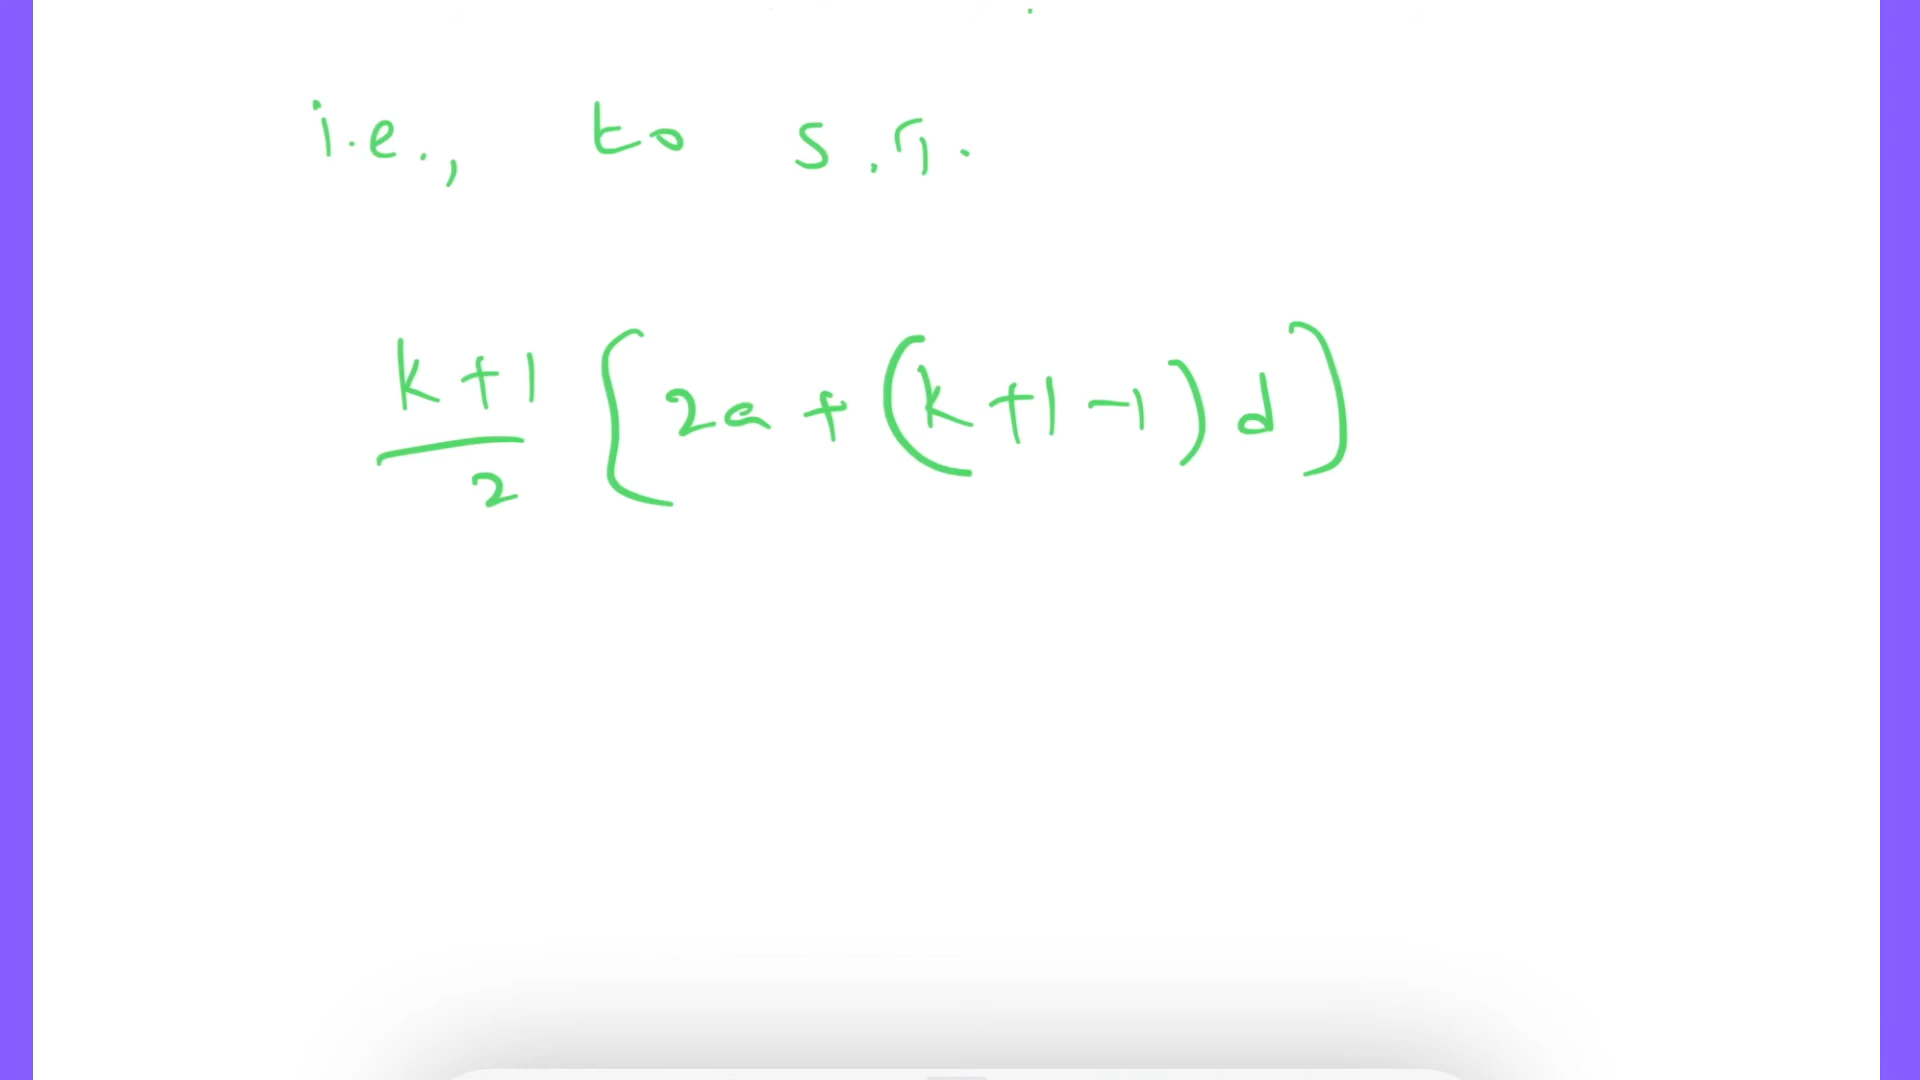 i.e., to S.T.
k+1/2 [2a + (k+1-1)d]